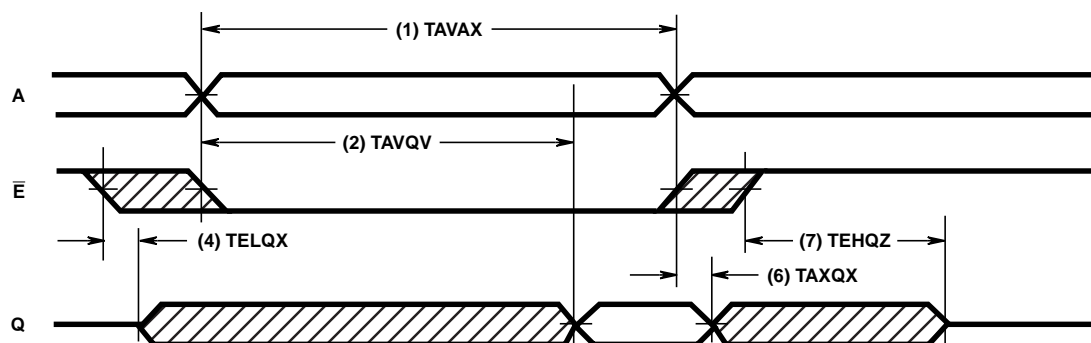 (1) TAVAX
A
(2) TAVQV
E̅
(4) TELQX
(7) TEHQZ
(6) TAXQX
Q